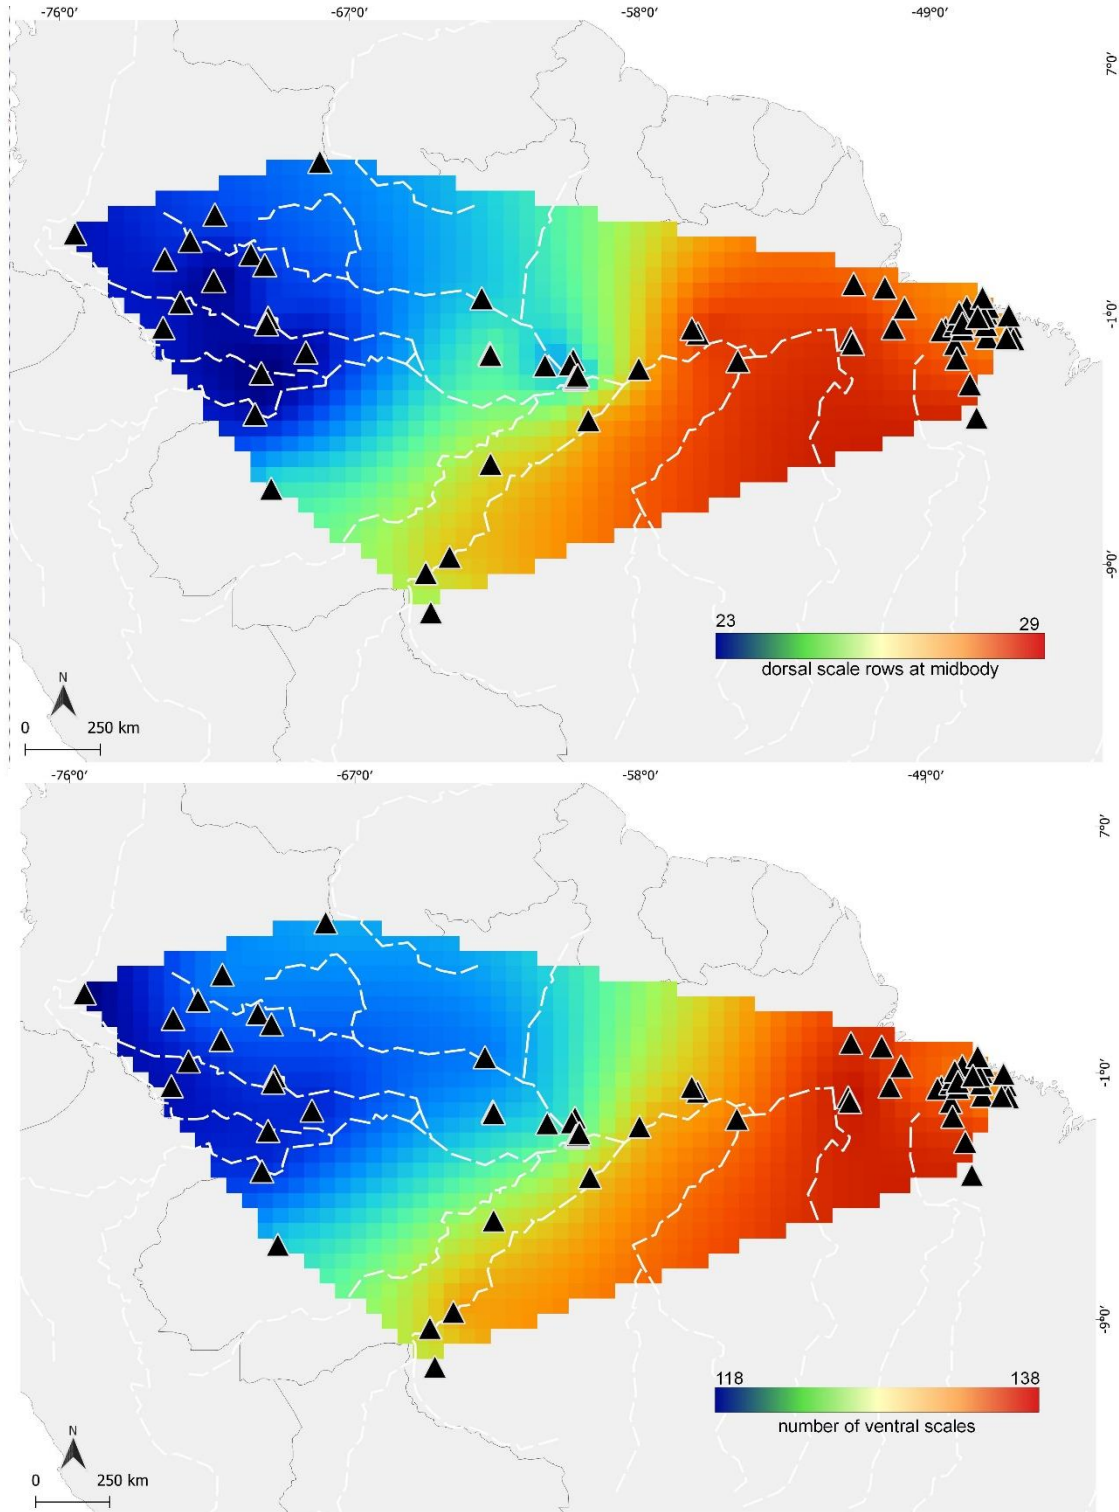 -76°0' -67°0' -58°0' -49°0'
7°0'
-1°0'
-9°0'
23 29
dorsal scale rows at midbody
N
0 250 km
-76°0' -67°0' -58°0' -49°0'
7°0'
-1°0'
-9°0'
118 138
number of ventral scales
N
0 250 km